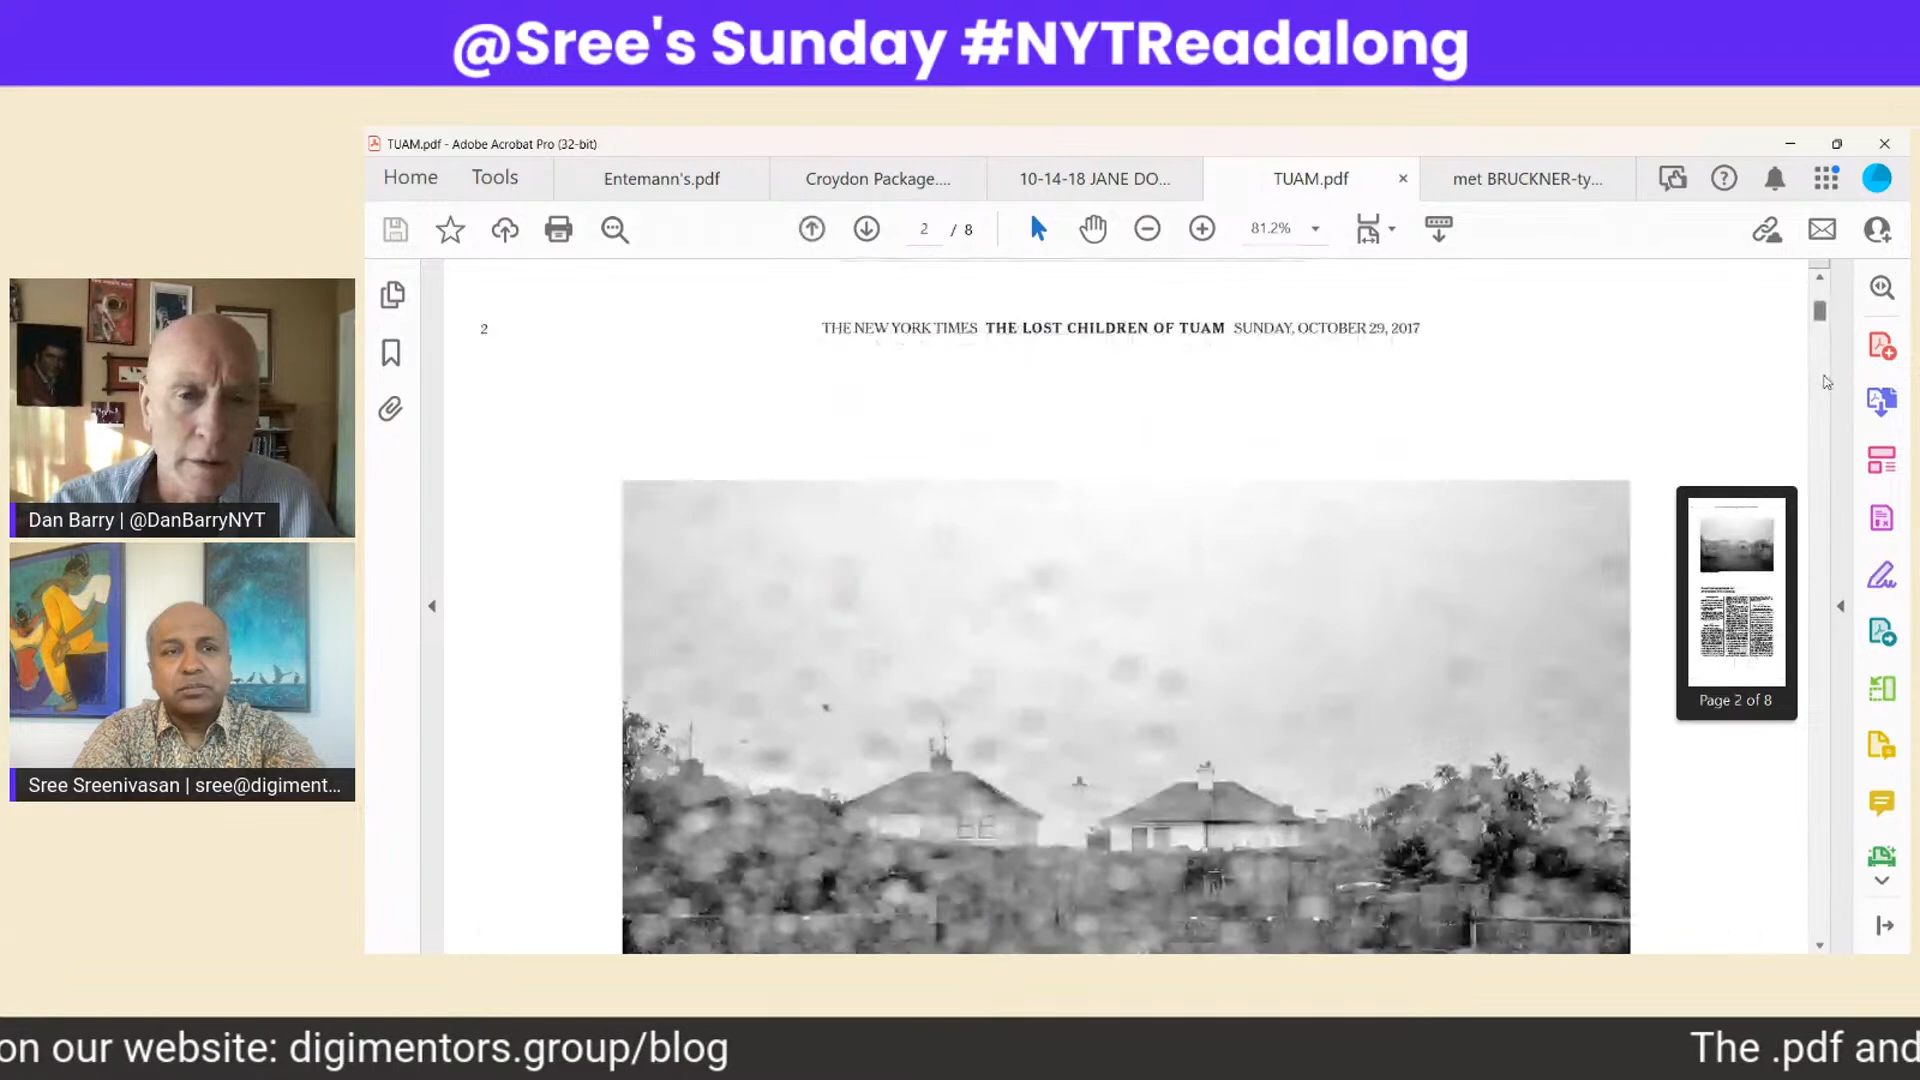 @Sree's Sunday #NYTReadalong
TUAM.pdf - Adobe Acrobat Pro (32-bit)
Home
Tools
Entemann's.pdf
Croydon Package....
10-14-18 JANE DO...
TUAM.pdf
met BRUCKNER-ty...
2 / 8
81.2%
2
THE NEW YORK TIMES THE LOST CHILDREN OF TUAM SUNDAY, OCTOBER 29, 2017
Page 2 of 8
Dan Barry | @DanBarryNYT
Sree Sreenivasan | sree@digiment...
on our website: digimentors.group/blog
The .pdf and